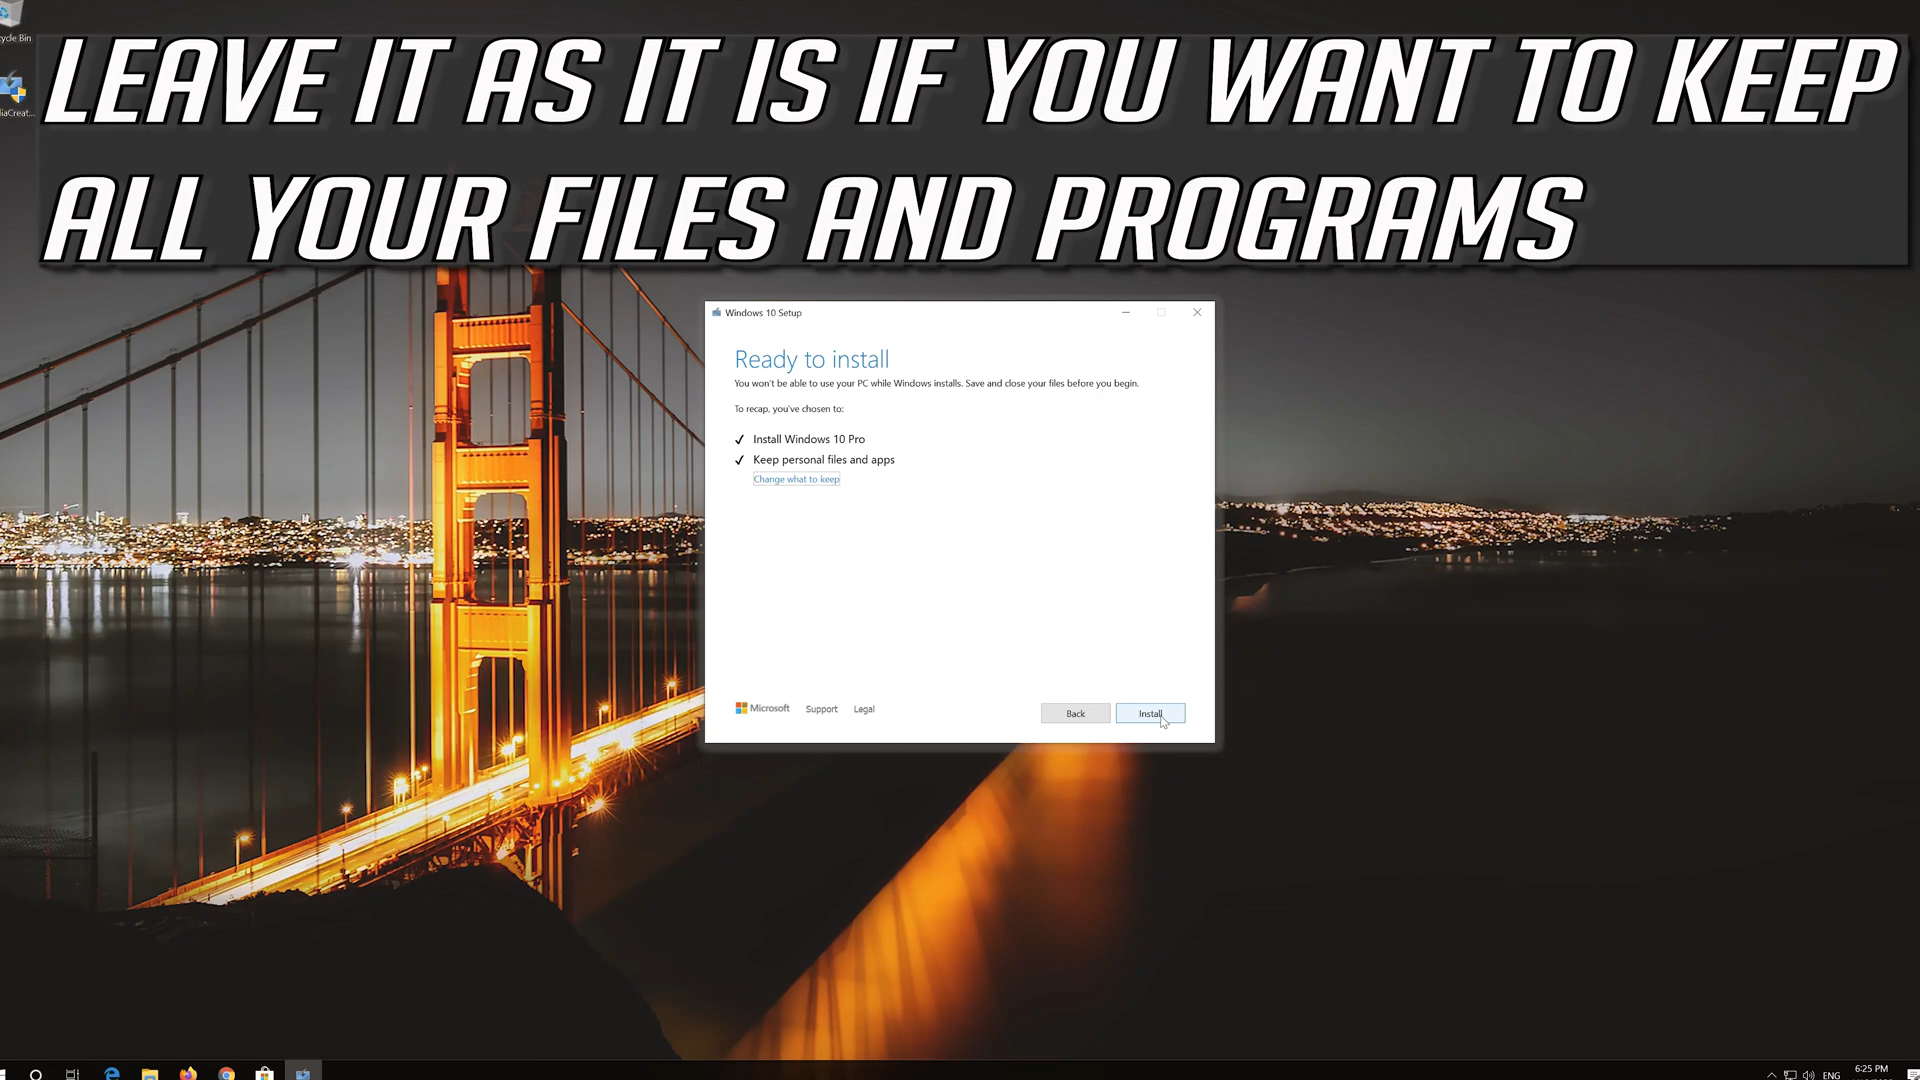 LEAVE IT AS IT IS IF YOU WANT TO KEEP
ALL YOUR FILES AND PROGRAMS
cycle Bin
iaCreat...
Windows 10 Setup
Ready to install
You won't be able to use your PC while Windows installs. Save and close your files before you begin.
To recap, you've chosen to:
✓ Install Windows 10 Pro
✓ Keep personal files and apps
Change what to keep
Microsoft Support Legal
Back Install
ENG 6:25 PM